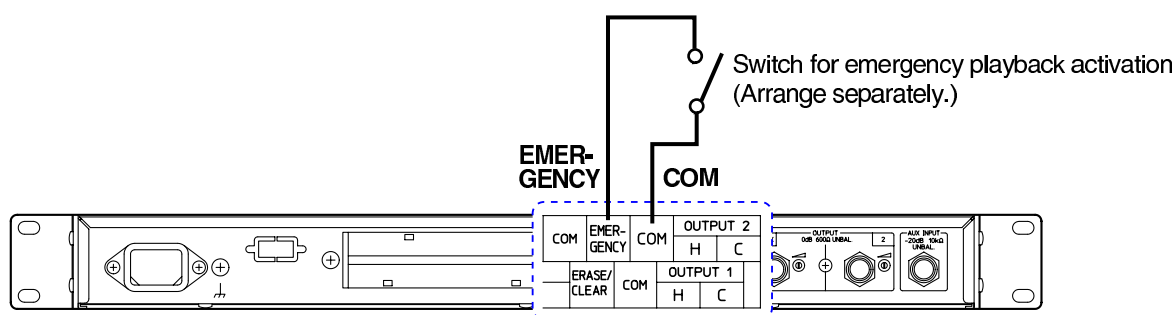 Switch for emergency playback activation
(Arrange separately.)
EMER-
GENCY
COM
COM
EMER-
GENCY
COM
OUTPUT 2
H C
ERASE/
CLEAR
COM
OUTPUT 1
H C
OUTPUT
0dB 600Ω UNBAL.
2
AUX INPUT
-20dB 10kΩ
UNBAL.